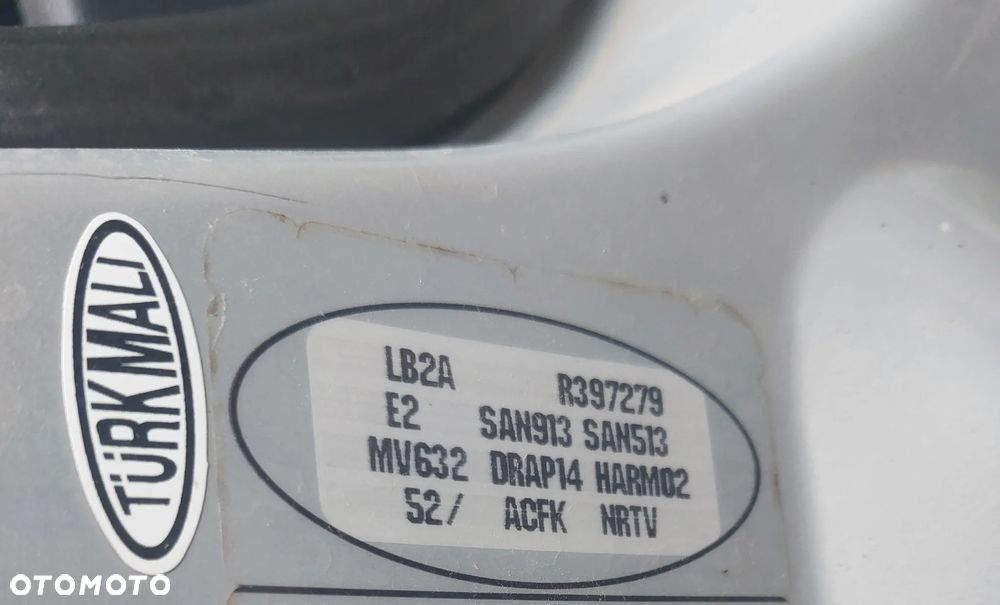 TÜRKMALI
LB2A R397279
E2 SAN913 SAN513
MV632 DRAP14 HARM02
52/ ACFK NRTV
OTOMOTO